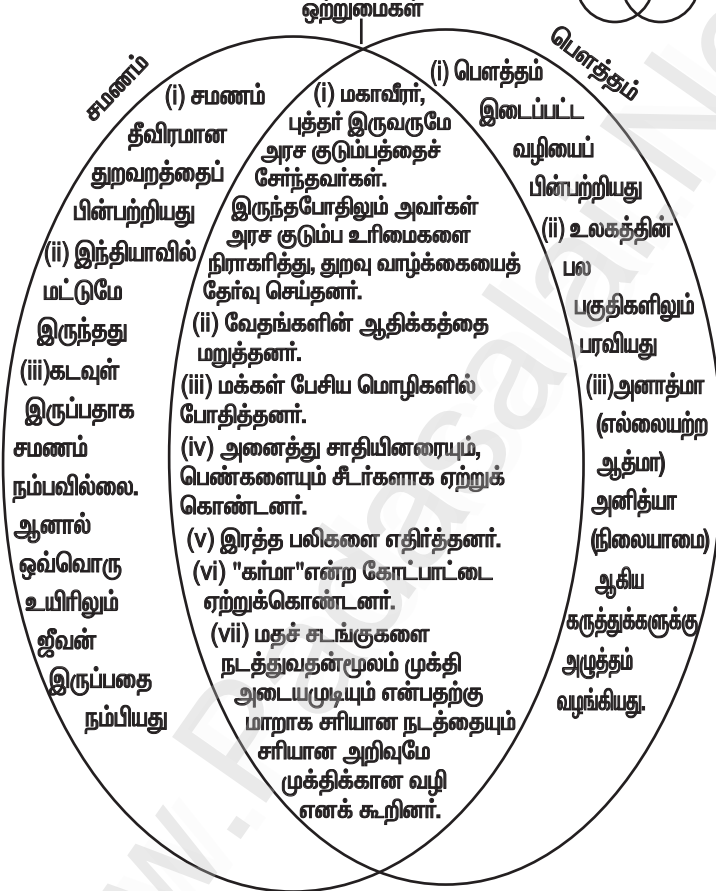 ஒற்றுமைகள்
சமணம்
(i) சமணம்
தீவிரமான
துறவறத்தைப்
பின்பற்றியது
(ii) இந்தியாவில்
மட்டுமே
இருந்தது
(iii)கடவுள்
இருப்பதாக
சமணம்
நம்பவில்லை.
ஆனால்
ஒவ்வொரு
உயிரிலும்
ஜீவன்
இருப்பதை
நம்பியது
(i) மகாவீரர்,
புத்தர் இருவருமே
அரச குடும்பத்தைச்
சேர்ந்தவர்கள்.
இருந்தபோதிலும் அவர்கள்
அரச குடும்ப உரிமைகளை
நிராகரித்து, துறவு வாழ்க்கையைத்
தேர்வு செய்தனர்.
(ii) வேதங்களின் ஆதிக்கத்தை
மறுத்தனர்.
(iii) மக்கள் பேசிய மொழிகளில்
போதித்தனர்.
(iv) அனைத்து சாதியினரையும்,
பெண்களையும் சீடர்களாக ஏற்றுக்
கொண்டனர்.
(v) இரத்த பலிகளை எதிர்த்தனர்.
(vi) "கர்மா"என்ற கோட்பாட்டை
ஏற்றுக்கொண்டனர்.
(vii) மதச் சடங்குகளை
நடத்துவதன்மூலம் முக்தி
அடையமுடியும் என்பதற்கு
மாறாக சரியான நடத்தையும்
சரியான அறிவுமே
முக்திக்கான வழி
எனக் கூறினர்.
பௌத்தம்
(i) பௌத்தம்
இடைப்பட்ட
வழியைப்
பின்பற்றியது
(ii) உலகத்தின்
பல
பகுதிகளிலும்
பரவியது
(iii)அனாத்மா
(எல்லையற்ற
ஆத்மா)
அனித்யா
(நிலையாமை)
ஆகிய
கருத்துக்களுக்கு
அழுத்தம்
வழங்கியது.